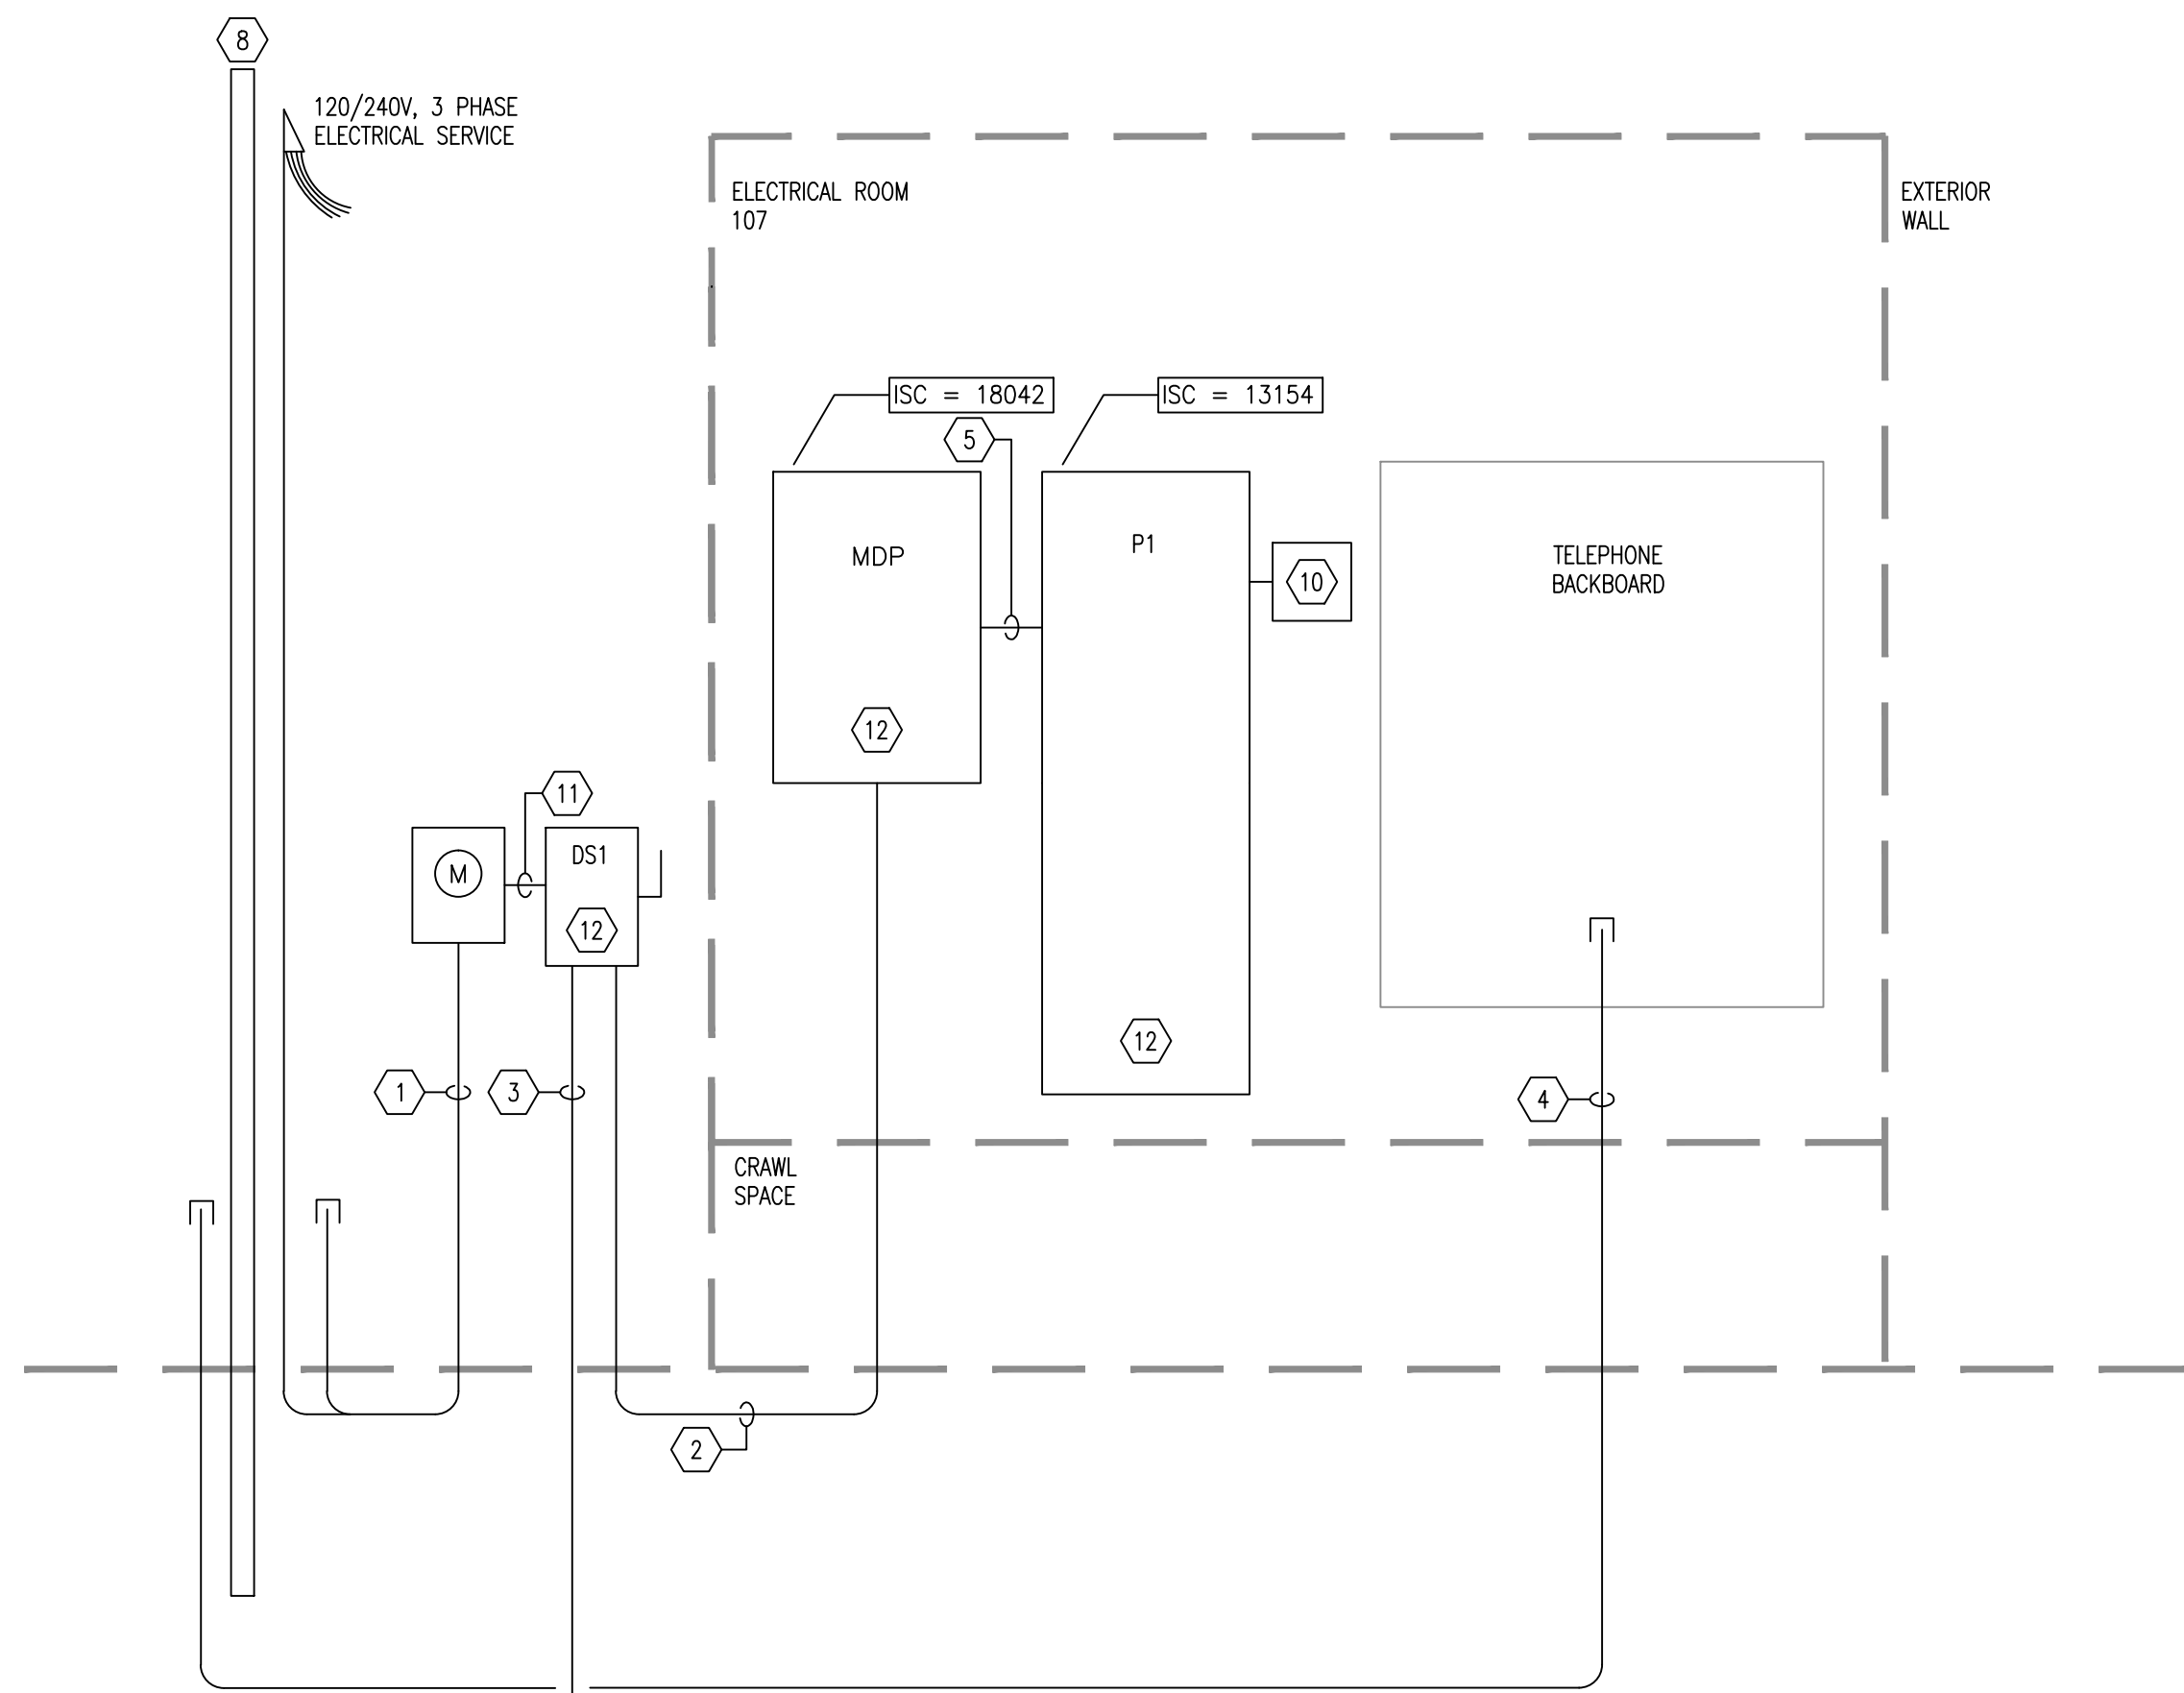 8
120/240V, 3 PHASE
ELECTRICAL SERVICE
ELECTRICAL ROOM
107
EXTERIOR
WALL
ISC = 18042
ISC = 13154
5
MDP
P1
10
TELEPHONE
BACKBOARD
12
11
M
DS1
12
12
1
3
4
CRAWL
SPACE
2